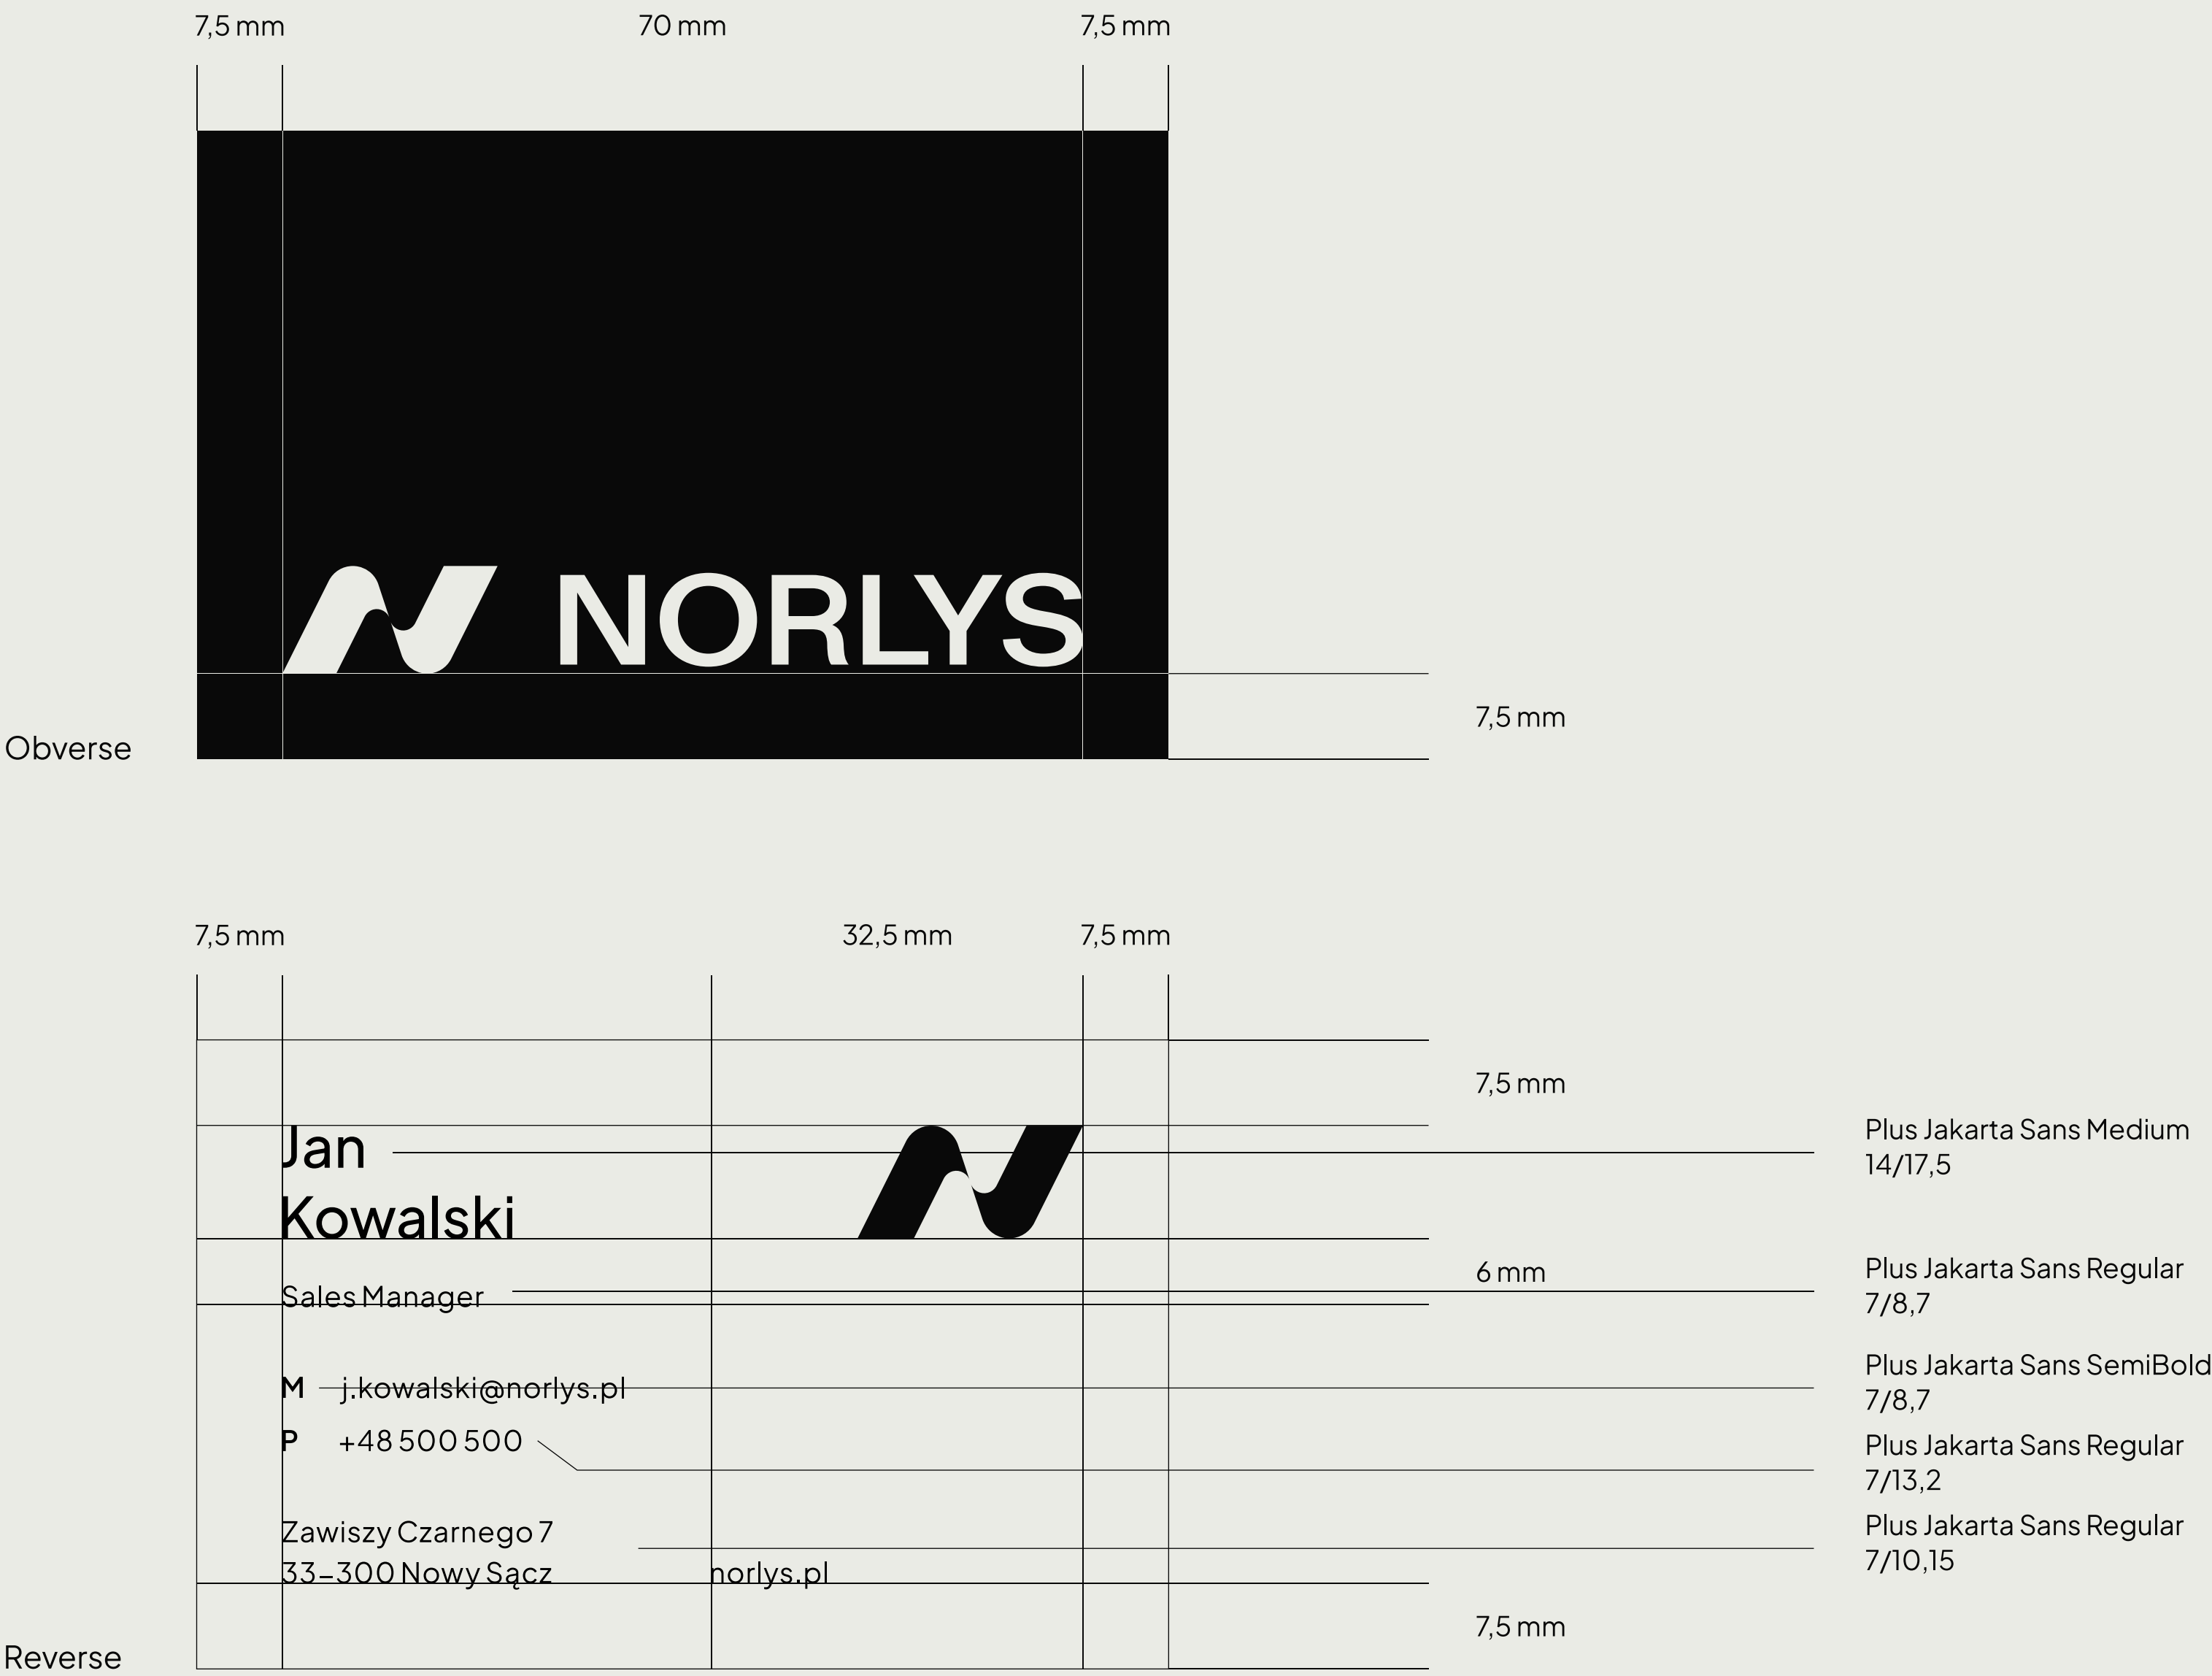 7,5 mm 70 mm 7,5 mm
NORLYS
7,5 mm
Obverse
7,5 mm 32,5 mm 7,5 mm
7,5 mm
Jan
Kowalski
Plus Jakarta Sans Medium
14/17,5
6 mm
Sales Manager
Plus Jakarta Sans Regular
7/8,7
M j.kowalski@norlys.pl
Plus Jakarta Sans SemiBold
7/8,7
P +48 500 500
Plus Jakarta Sans Regular
7/13,2
Zawiszy Czarnego 7
33–300 Nowy Sącz
norlys.pl
Plus Jakarta Sans Regular
7/10,15
7,5 mm
Reverse